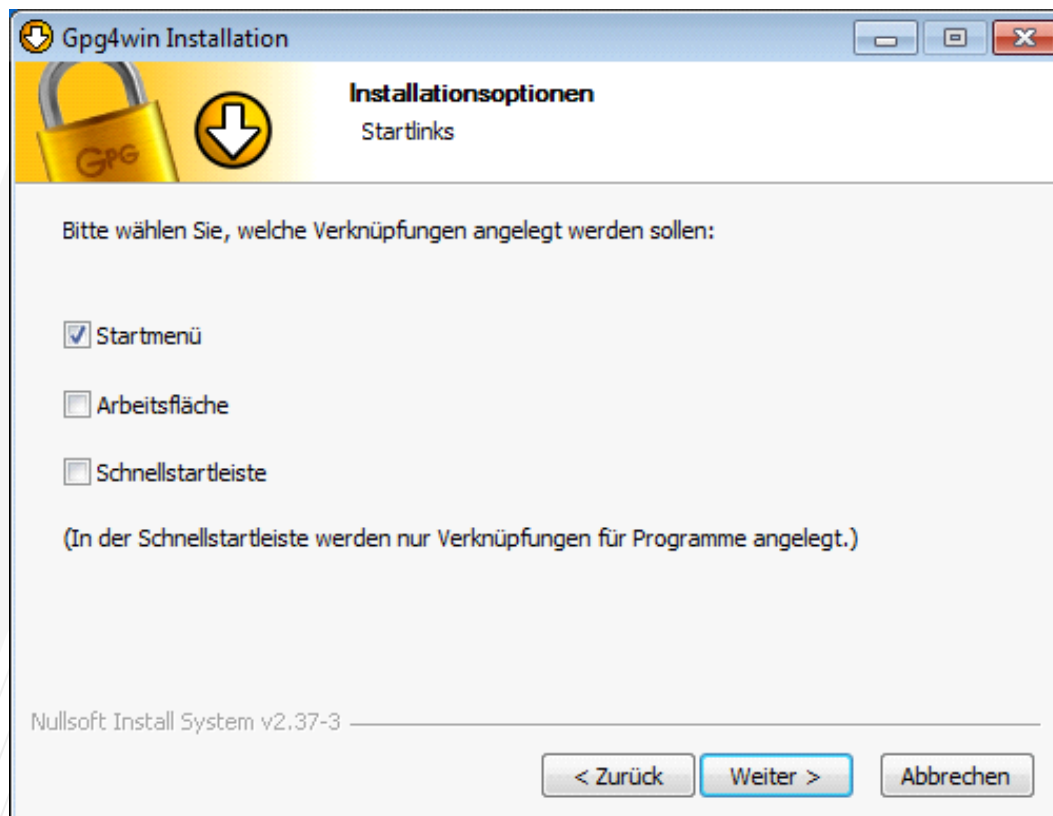 Gpg4win Installation
GPG
Installationsoptionen
Startlinks
Bitte wählen Sie, welche Verknüpfungen angelegt werden sollen:
Startmenü
Arbeitsfläche
Schnellstartleiste
(In der Schnellstartleiste werden nur Verknüpfungen für Programme angelegt.)
Nullsoft Install System v2.37-3
< Zurück
Weiter >
Abbrechen